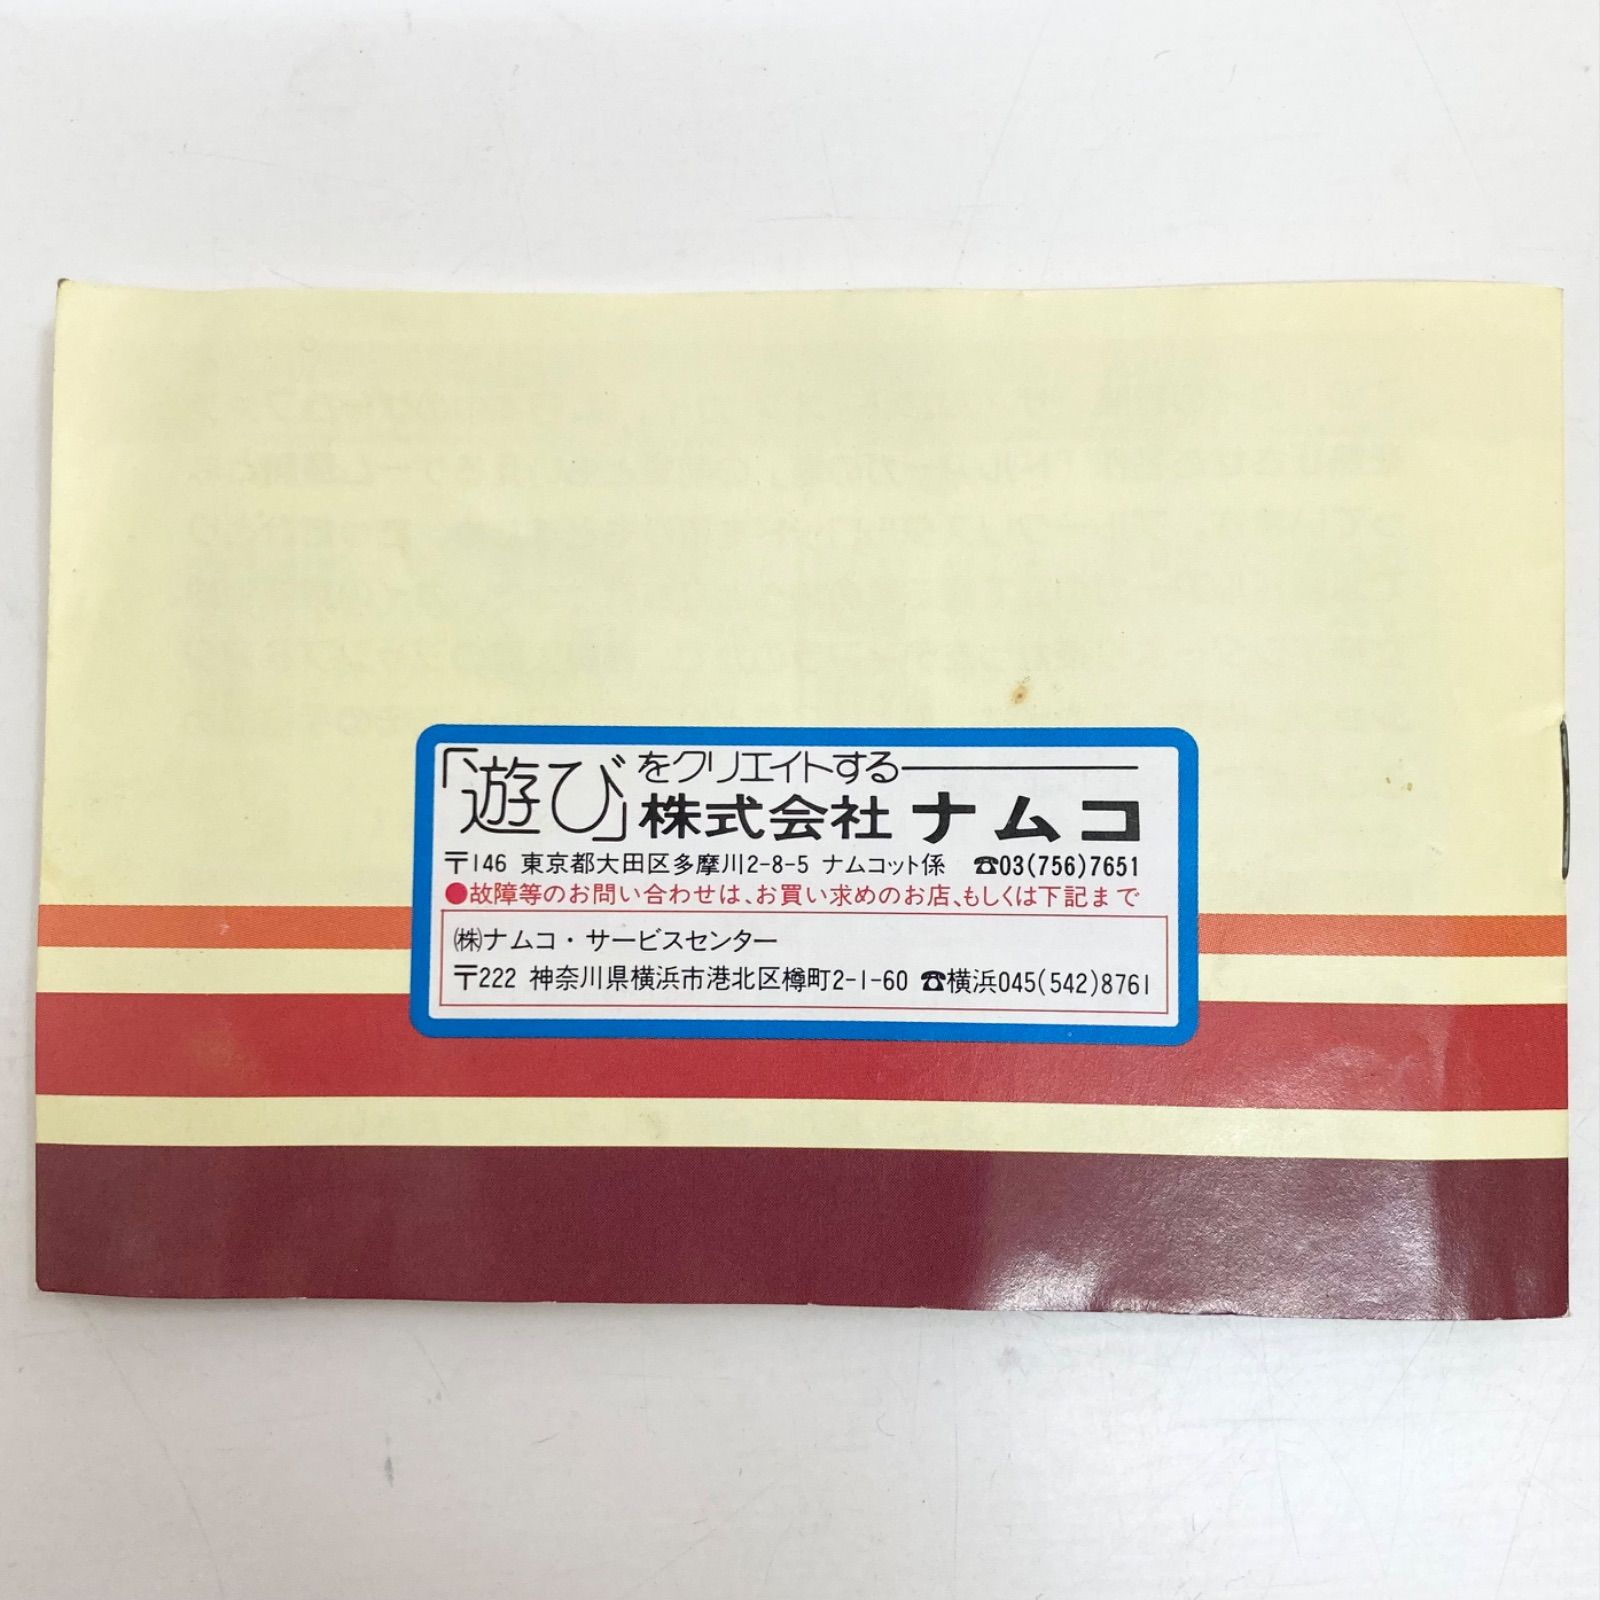 「遊び」をクリエイトする
株式会社 ナムコ
〒146 東京都大田区多摩川2-8-5 ナムコット係 ☎03(756)7651
●故障等のお問い合わせは、お買い求めのお店、もしくは下記まで
㈱ナムコ・サービスセンター
〒222 神奈川県横浜市港北区樽町2-1-60 ☎横浜045(542)8761